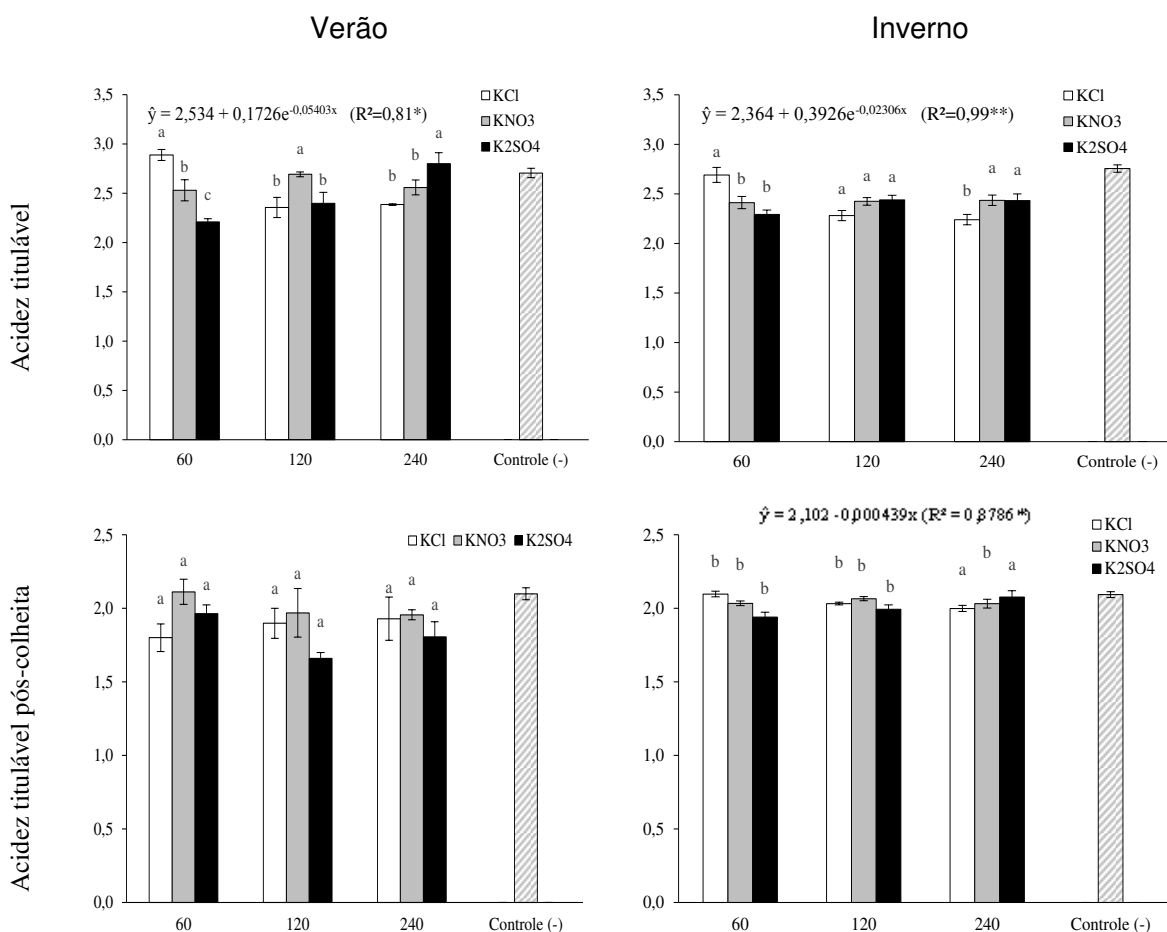 Verão
Inverno
Acidez titulável
3,5
3,0
2,5
2,0
1,5
1,0
0,5
0,0
ŷ = 2,534 + 0,1726e-0,05403x (R²=0,81*)
KCl
KNO3
K2SO4
a
b
c
b
a
b
b
b
a
60
120
240
Controle (-)
3,5
3,0
2,5
2,0
1,5
1,0
0,5
0,0
ŷ = 2,364 + 0,3926e-0,02306x (R²=0,99**)
KCl
KNO3
K2SO4
a
b
b
a
a
a
b
a
a
60
120
240
Controle (-)
Acidez titulável pós-colheita
2,5
2,0
1,5
1,0
0,5
0,0
KCl KNO3 K2SO4
a
a
a
a
a
a
a
a
a
60
120
240
Controle (-)
ŷ = 2,102 - 0,000439x (R² = 0,8786 **)
2,5
2,0
1,5
1,0
0,5
0,0
KCl
KNO3
K2SO4
b
b
b
b
b
b
a
b
a
60
120
240
Controle (-)